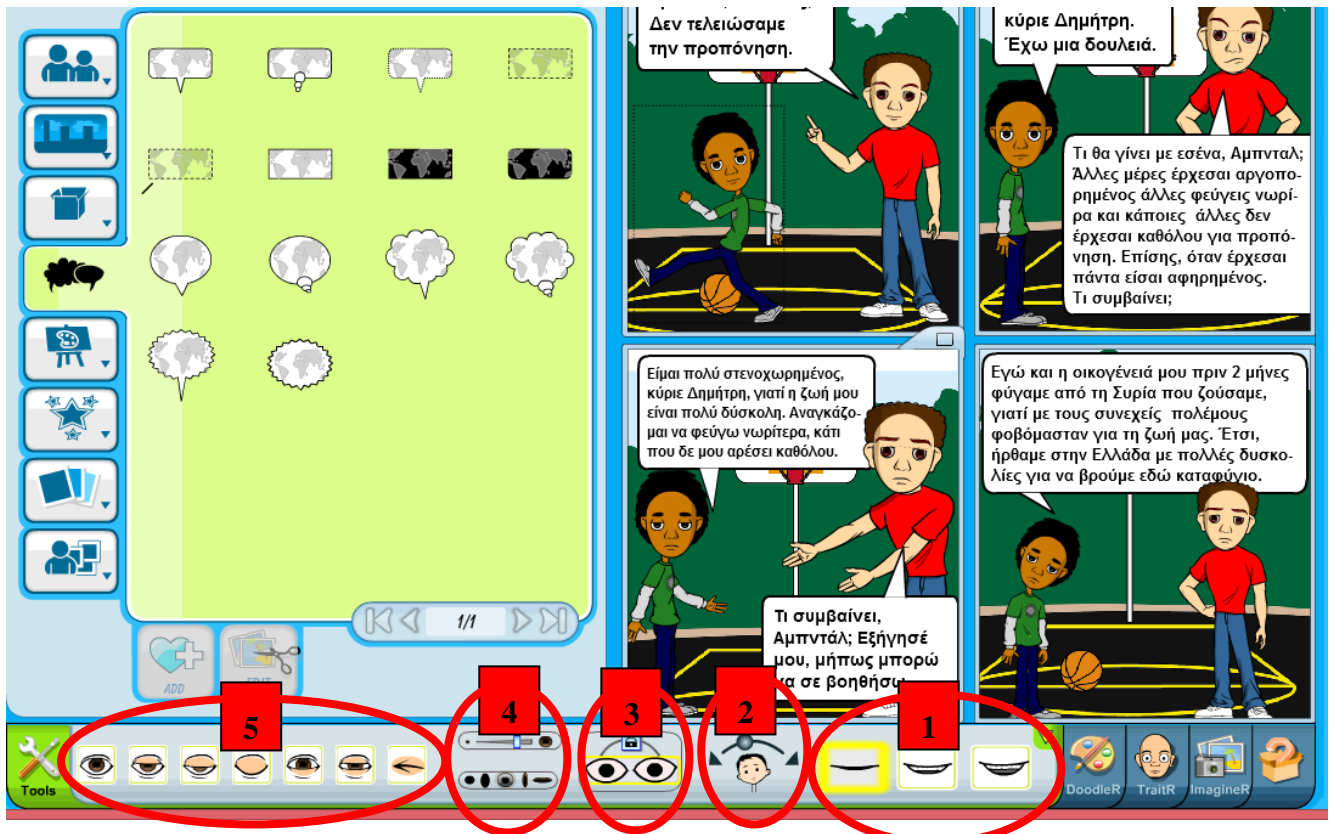 Δεν τελειώσαμε
την προπόνηση.
κύριε Δημήτρη.
Έχω μια δουλειά.
Τι θα γίνει με εσένα, Αμπνταλ;
Άλλες μέρες έρχεσαι αργοπο-
ρημένος άλλες φεύγεις νωρί-
ρα και κάποιες άλλες δεν
έρχεσαι καθόλου για προπό-
νηση. Επίσης, όταν έρχεσαι
πάντα είσαι αφηρημένος.
Τι συμβαίνει;
Είμαι πολύ στενοχωρημένος,
κύριε Δημήτρη, γιατί η ζωή μου
είναι πολύ δύσκολη. Αναγκάζο-
μαι να φεύγω νωρίτερα, κάτι
που δε μου αρέσει καθόλου.
Τι συμβαίνει,
Αμπντάλ; Εξήγησέ
μου, μήπως μπορώ
να σε βοηθήσω;
Εγώ και η οικογένειά μου πριν 2 μήνες
φύγαμε από τη Συρία που ζούσαμε,
γιατί με τους συνεχείς πολέμους
φοβόμασταν για τη ζωή μας. Έτσι,
ήρθαμε στην Ελλάδα με πολλές δυσκο-
λίες για να βρούμε εδώ καταφύγιο.
1/1
ADD
5
4
3
2
1
Tools
DoodleR
TraitR
ImagineR